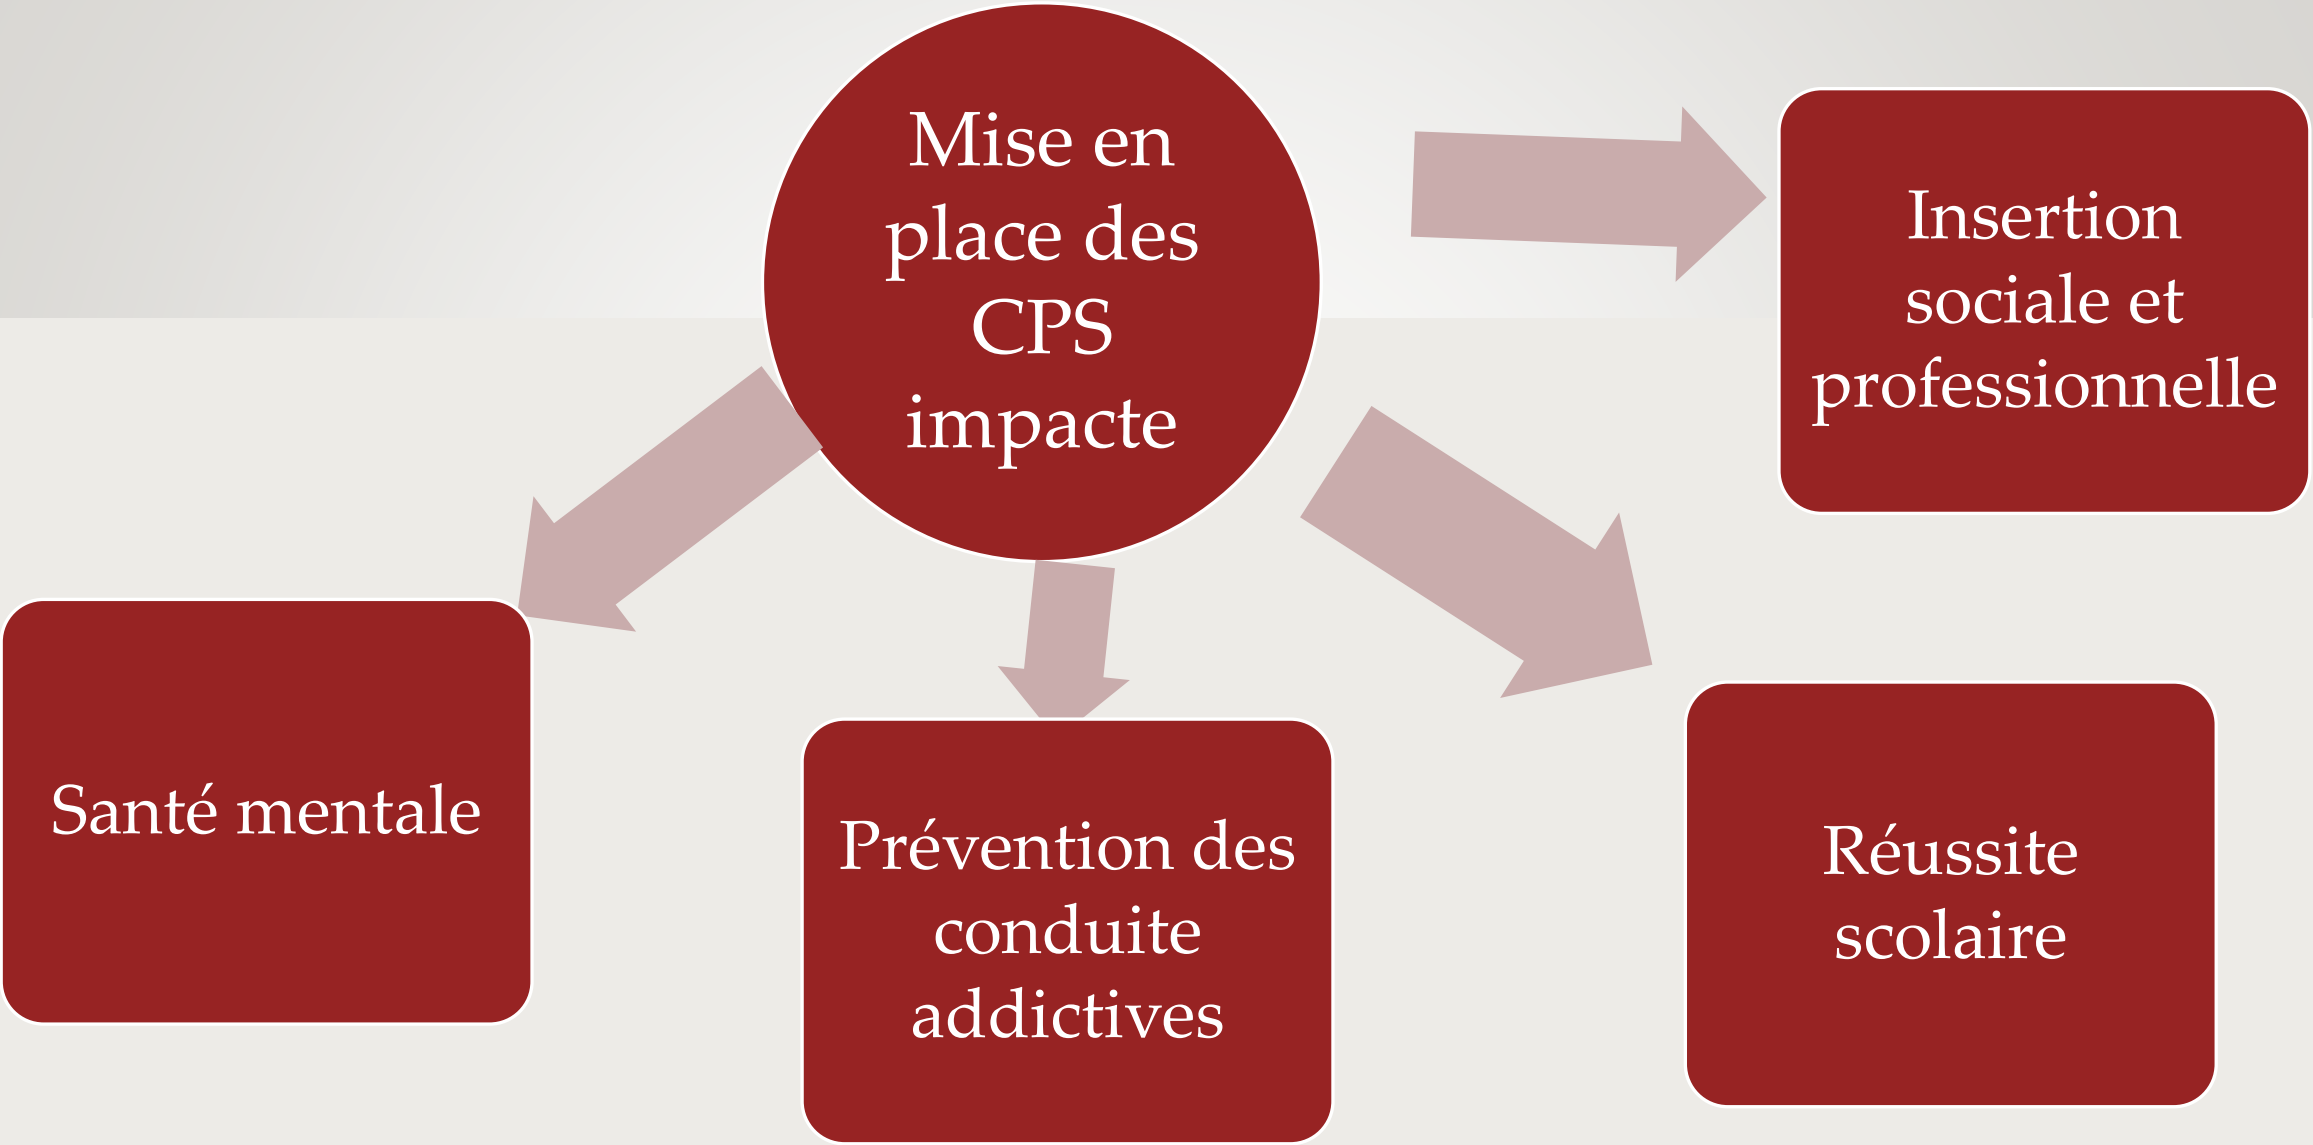 Mise en
place des
CPS
impacte
Insertion
sociale et
professionnelle
Santé mentale
Prévention des
conduite
addictives
Réussite
scolaire